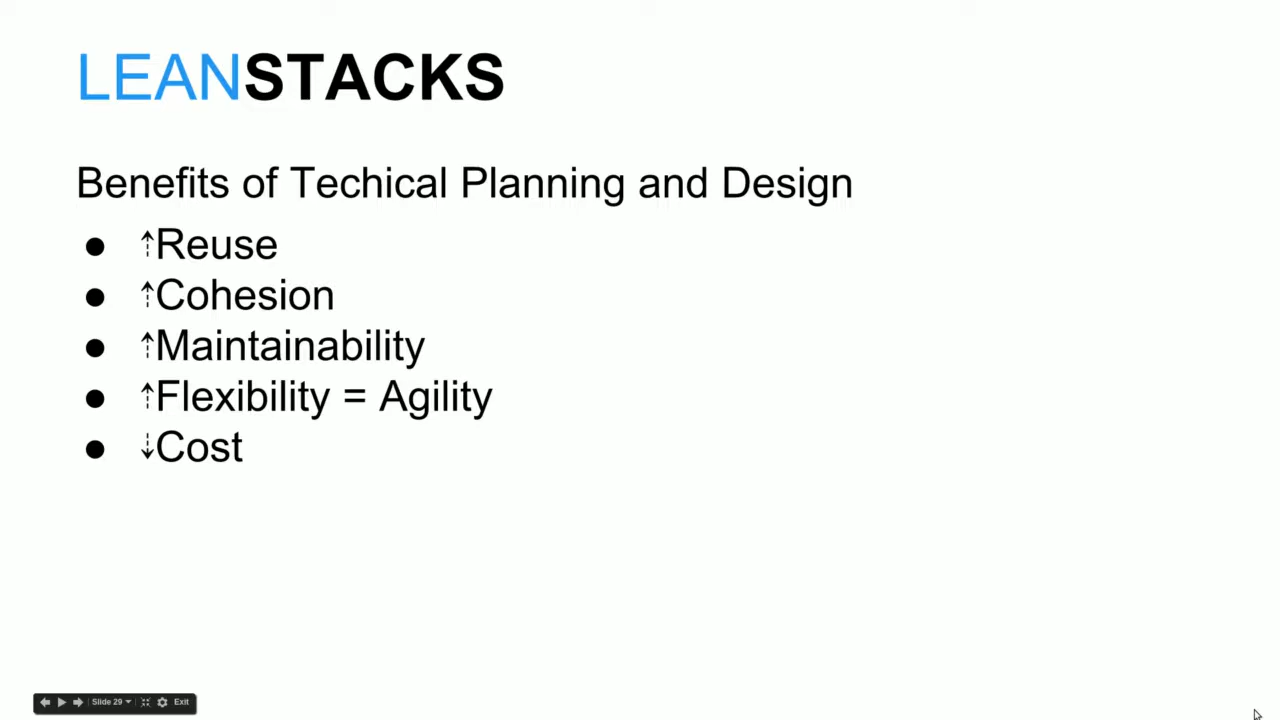 LEANSTACKS
Benefits of Techical Planning and Design
● ⇡Reuse
● ⇡Cohesion
● ⇡Maintainability
● ⇡Flexibility = Agility
● ⇣Cost
Slide 29 Exit